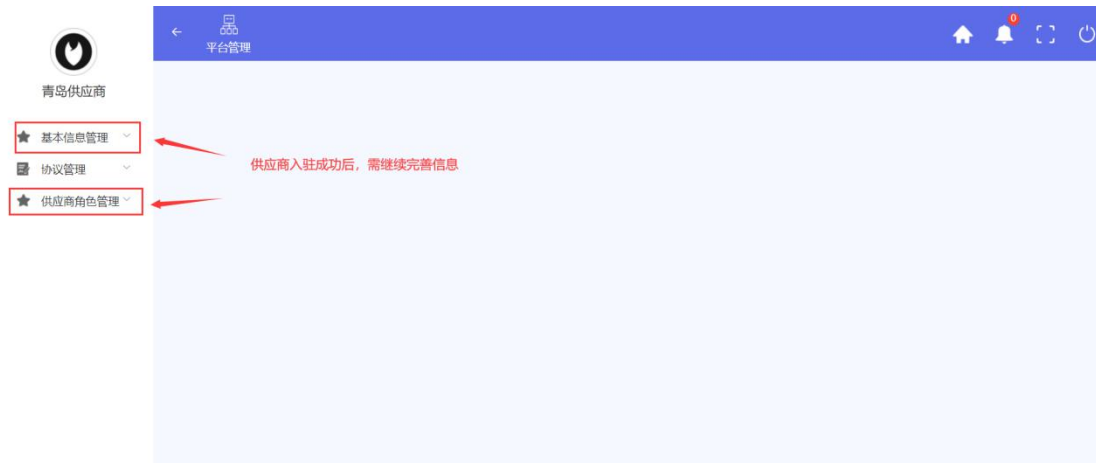 平台管理
0
青岛供应商
基本信息管理
协议管理
供应商角色管理
供应商入驻成功后，需继续完善信息